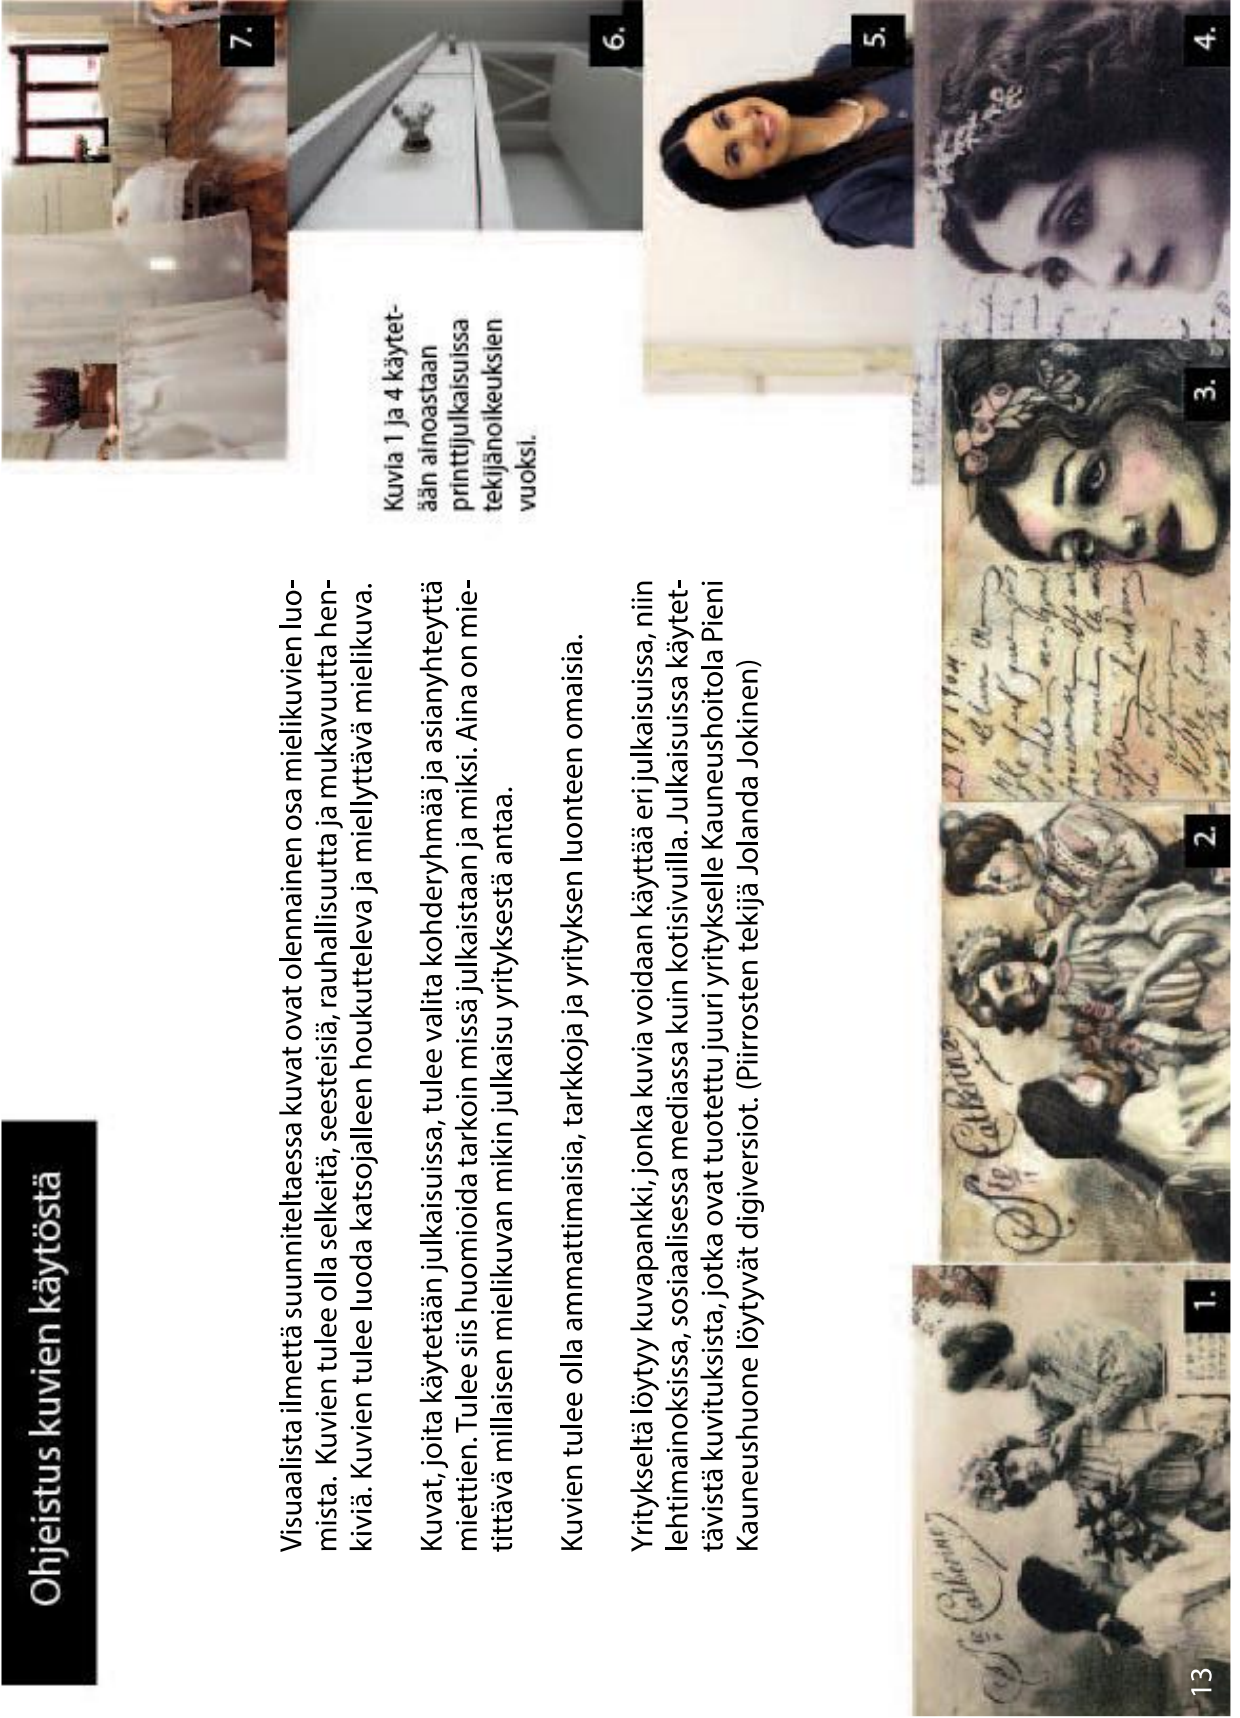 Ohjeistus kuvien käytöstä
Visuaalista ilmettä suunniteltaessa kuvat ovat olennainen osa mielikuvien luo-
mista. Kuvien tulee olla selkeitä, seesteisiä, rauhallisuutta ja mukavuutta hen-
kiviä. Kuvien tulee luoda katsojalleen houkutteleva ja miellyttävä mielikuva.
Kuvat, joita käytetään julkaisuissa, tulee valita kohderyhmää ja asianyhteyttä
miettien. Tulee siis huomioida tarkoin missä julkaistaan ja miksi. Aina on mie-
tittävä millaisen mielikuvan mikin julkaisu yrityksestä antaa.
Kuvien tulee olla ammattimaisia, tarkkoja ja yrityksen luonteen omaisia.
Yritykseltä löytyy kuvapankki, jonka kuvia voidaan käyttää eri julkaisuissa, niin
lehtimainoksissa, sosiaalisessa mediassa kuin kotisivuilla. Julkaisuissa käytet-
tävistä kuvituksista, jotka ovat tuotettu juuri yritykselle Kauneushoitola Pieni
Kauneushuone löytyvät digiversiot. (Piirrosten tekijä Jolanda Jokinen)
Kuvia 1 ja 4 käytet-
ään ainoastaan
printtijulkaisuissa
tekijänoikeuksien
vuoksi.
7.
6.
5.
4.
3.
2.
Ste Catherine
1.
Ste Catherine
13